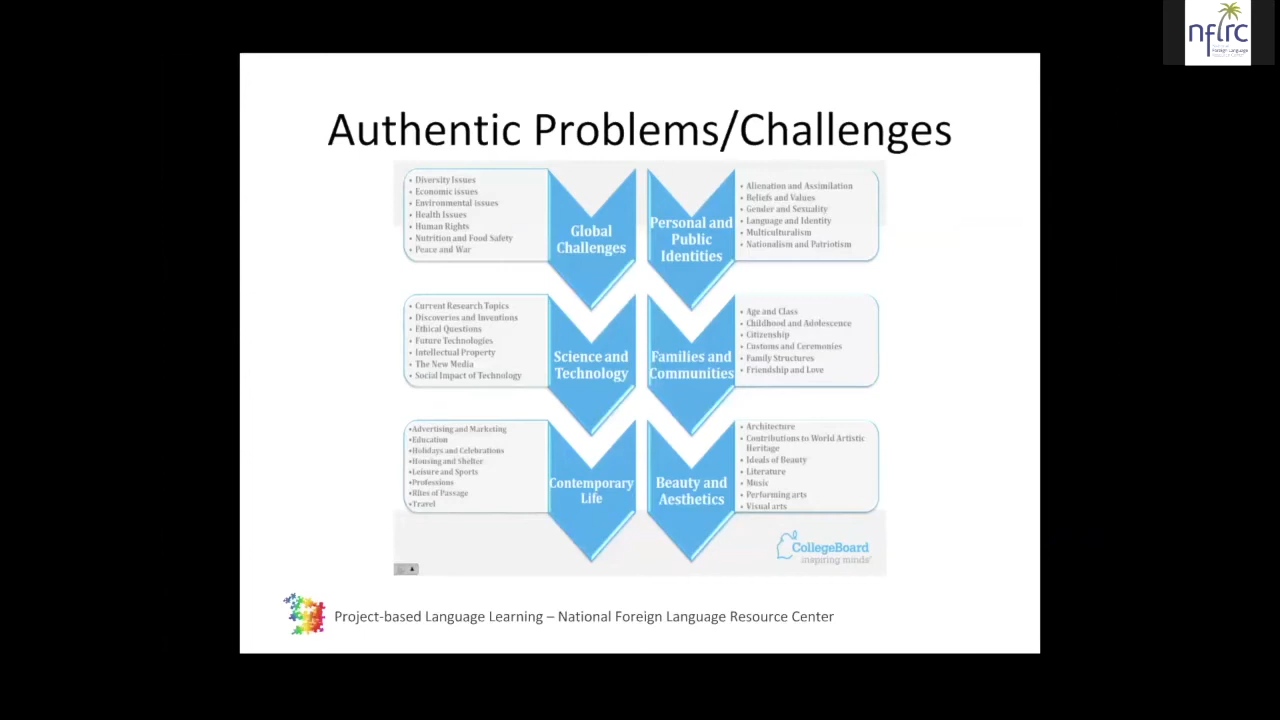 nflrc
Foreign Language
Authentic Problems/Challenges
• Diversity Issues
• Economic issues
• Environmental issues
• Health Issues
• Human Rights
• Nutrition and Food Safety
• Peace and War
Global
Challenges
Personal and
Public
Identities
• Alienation and Assimilation
• Beliefs and Values
• Gender and Sexuality
• Language and Identity
• Multiculturalism
• Nationalism and Patriotism
• Current Research Topics
• Discoveries and Inventions
• Ethical Questions
• Future Technologies
• Intellectual Property
• The New Media
• Social Impact of Technology
Science and
Technology
Families and
Communities
• Age and Class
• Childhood and Adolescence
• Citizenship
• Customs and Ceremonies
• Family Structures
• Friendship and Love
•Advertising and Marketing
•Education
•Holidays and Celebrations
•Housing and Shelter
•Leisure and Sports
•Professions
•Rites of Passage
•Travel
Contemporary
Life
Beauty and
Aesthetics
• Architecture
• Contributions to World Artistic
Heritage
• Ideals of Beauty
• Literature
• Music
• Performing arts
• Visual arts
CollegeBoard
inspiring minds
Project-based Language Learning – National Foreign Language Resource Center